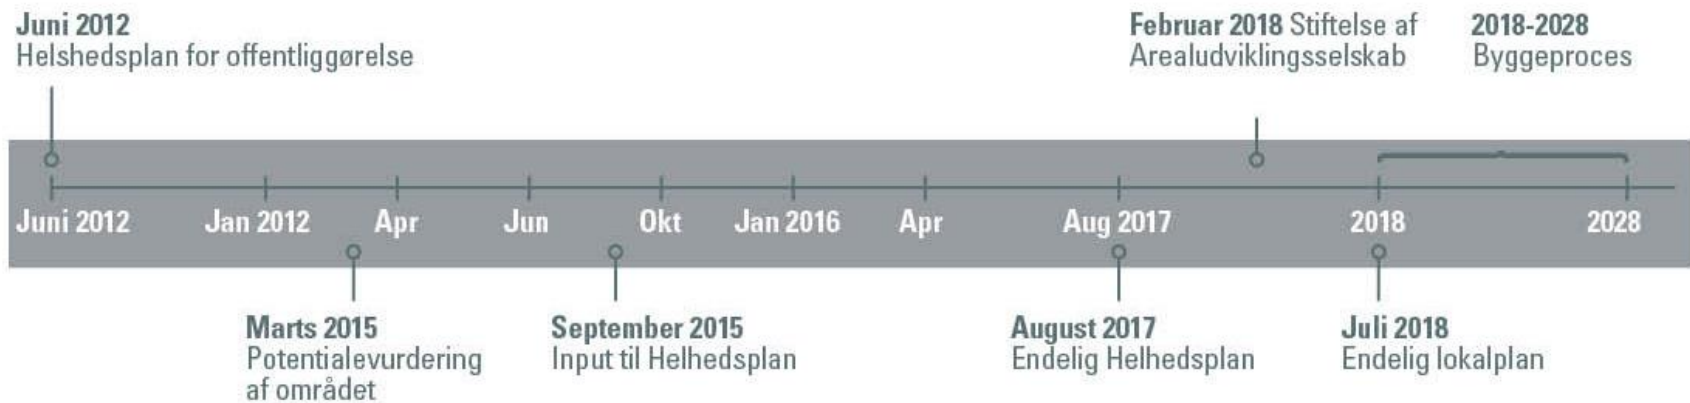 Juni 2012
Helshedsplan for offentliggørelse
Februar 2018 Stiftelse af
Arealudviklingsselskab
2018-2028
Byggeproces
Juni 2012 Jan 2012 Apr Jun Okt Jan 2016 Apr Aug 2017 2018 2028
Marts 2015
Potentialevurdering
af området
September 2015
Input til Helhedsplan
August 2017
Endelig Helhedsplan
Juli 2018
Endelig lokalplan